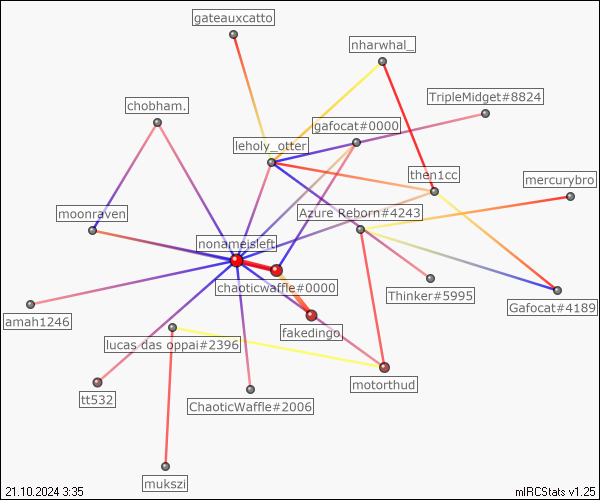 gateauxcatto
nharwhal_
TripleMidget#8824
chobham.
gafocat#0000
leholy_otter
then1cc
mercurybro
moonraven
Azure Reborn#4243
nonameisleft
chaoticwaffle#0000
Thinker#5995
Gafocat#4189
amah1246
fakedingo
lucas das oppai#2396
motorthud
tt532
ChaoticWaffle#2006
mukszi
21.10.2024 3:35
mIRCStats v1.25